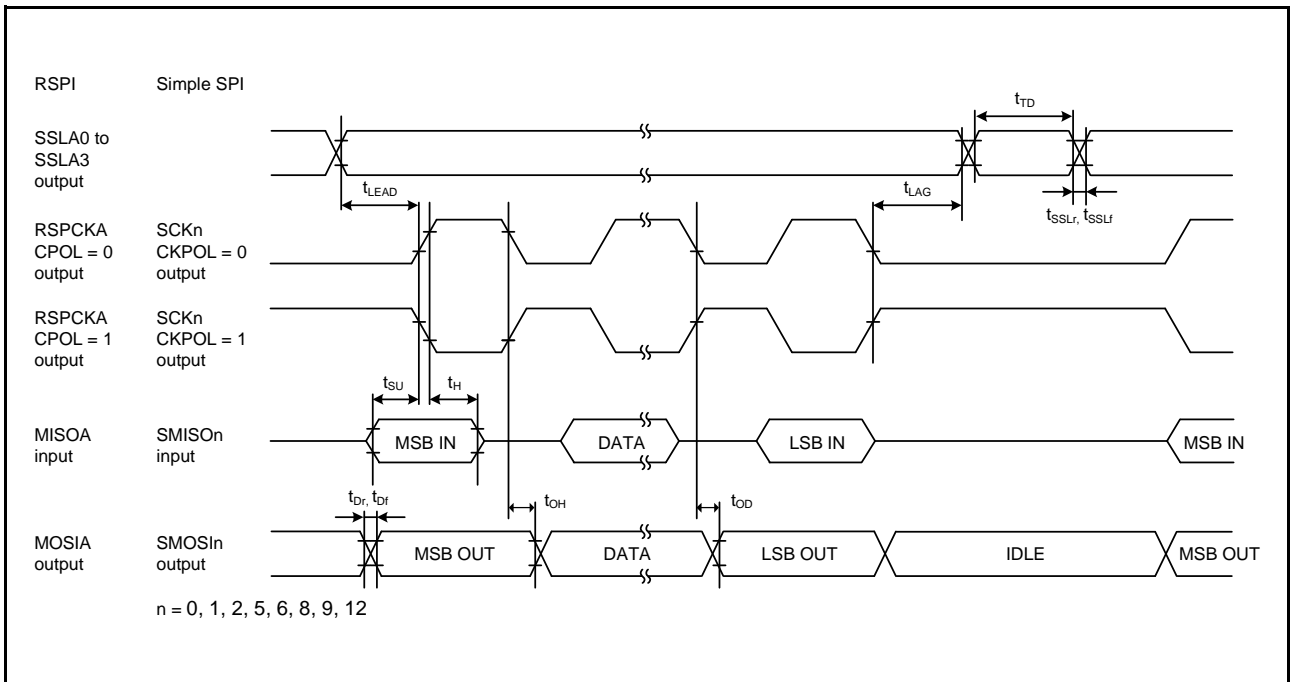 RSPI Simple SPI
tTD
SSLA0 to
SSLA3
output
tLEAD
tLAG
tSSLr, tSSLf
RSPCKA SCKn
CPOL = 0 CKPOL = 0
output output
RSPCKA SCKn
CPOL = 1 CKPOL = 1
output output
tSU tH
MISOA SMISOn
input input
MSB IN DATA LSB IN MSB IN
tDr, tDf
tOH tOD
MOSIA SMOSIn
output output
MSB OUT DATA LSB OUT IDLE MSB OUT
n = 0, 1, 2, 5, 6, 8, 9, 12